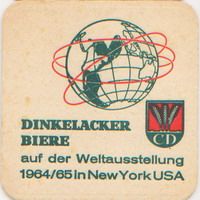 DINKELACKER
BIERE
CD
auf der Weltausstellung
1964/65 in New York USA